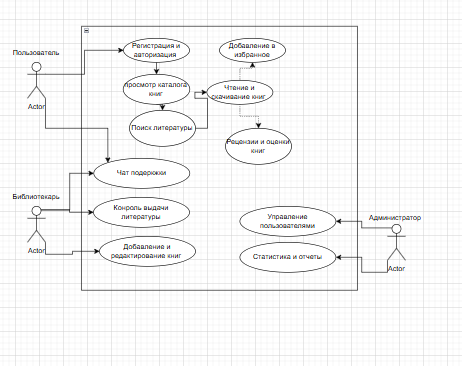 Пользователь
Actor
Регистрация и
авторизация
Добавление в
избранное
просмотр каталога
книг
Чтение и
скачивание книг
Поиск литературы
Рецензии и оценки
книг
Чат подержки
Библиотекарь
Actor
Конроль выдачи
литературы
Добавление и
редактирование книг
Управление
пользователями
Администратор
Actor
Статистика и отчеты